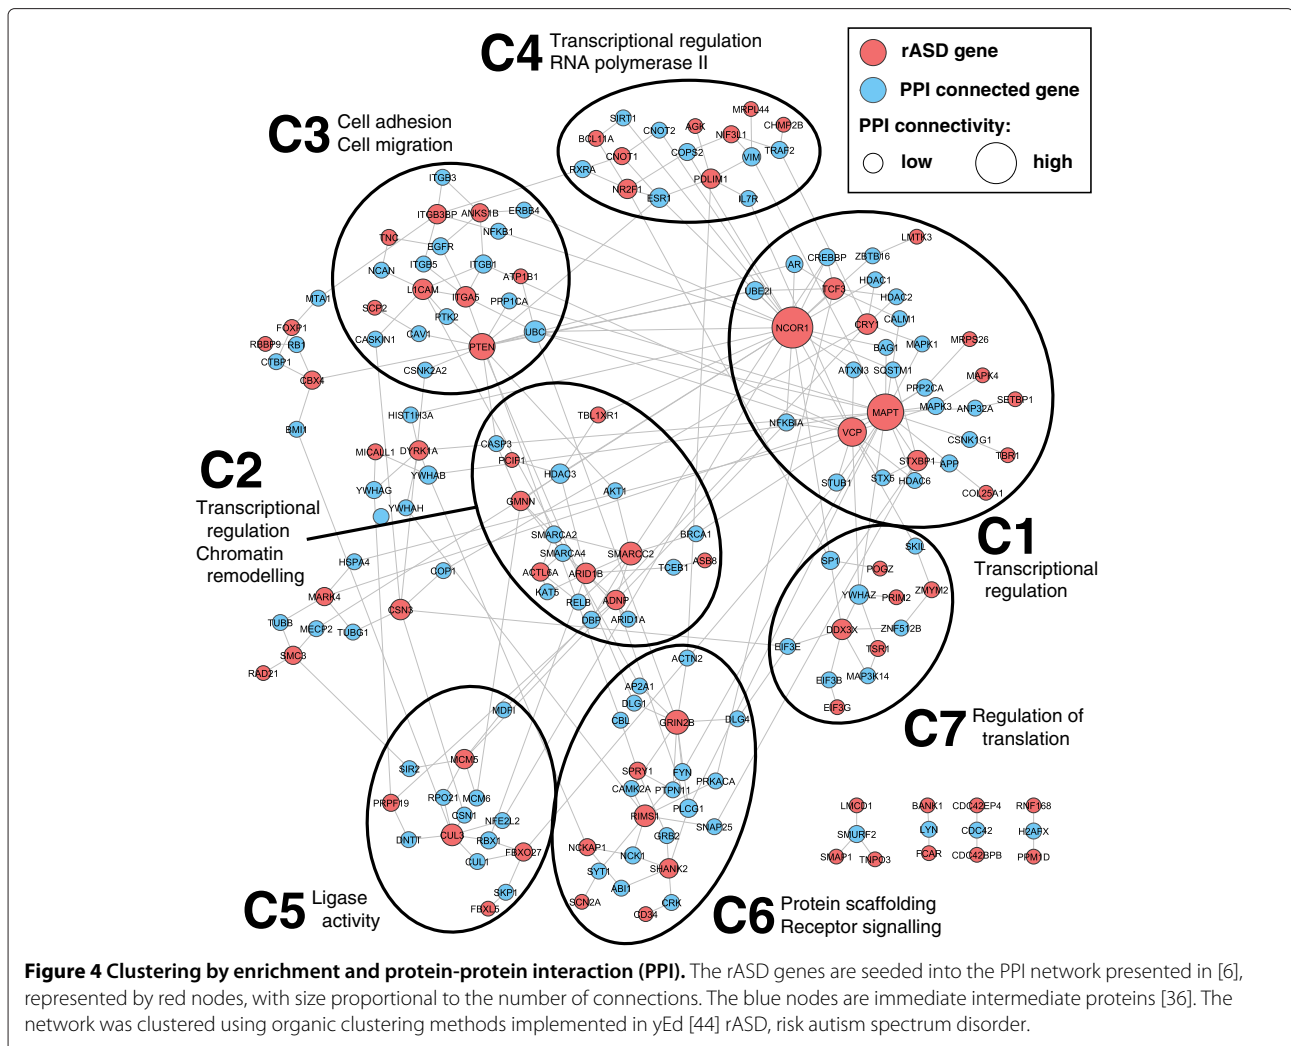 C4 Transcriptional regulation
RNA polymerase II
rASD gene
PPI connected gene
PPI connectivity:
low
high
C3 Cell adhesion
Cell migration
SIRT1
CNOT2
AGK
MRPL44
NIF3L1
CHMP2B
BCL11A
CNOT1
COPS2
VIM
TRAF2
RXRA
NR2F1
ESR1
PDLIM1
IL7R
ITGB3
ITGB3BP
ANKS1B
ERBB4
NFKB1
TNC
EGFR
NCAN
ITGB5
ITGB1
ATP1B1
L1CAM
ITGA5
PPP1CA
SCP2
PTK2
UBC
CASKIN1
CAV1
PTEN
CSNK2A2
MTA1
FOXP1
RBBP9
RB1
CTBP1
CBX4
BMI1
LMTK3
AR
CREBBP
ZBTB16
UBE2I
TCF3
HDAC1
HDAC2
NCOR1
CRY1
CALM1
BAG1
MAPK1
MRPS26
ATXN3
SQSTM1
PPP2CA
MAPK4
MAPT
MAPK3
ANP32A
SETBP1
NFKBIA
VCP
CSNK1G1
TBR1
STXBP1
APP
STUB1
STX5
HDAC6
COL25A1
C1
Transcriptional
regulation
HIST1H3A
MICALL1
DYRK1A
YWHAB
YWHAG
YWHAH
C2
Transcriptional
regulation
Chromatin
remodelling
TBL1XR1
CASP3
PCIF1
HDAC3
AKT1
GMNN
SMARCA2
BRCA1
SMARCA4
SMARCC2
ASB8
ACTL6A
ARID1B
TCEB1
KAT5
RELB
ADNP
DBP
ARID1A
HSPA4
COP1
MARK4
CSN3
TUBB
MECP2
TUBG1
SMC3
RAD21
SP1
SKIL
POGZ
YWHAZ
PRIM2
ZMYM2
DDX3X
ZNF512B
EIF3E
TSR1
EIF3B
MAP3K14
EIF3G
C7 Regulation of
translation
MDFI
SIR2
MCM5
PRPF19
RPO21
MCM6
CSN1
NFE2L2
DNTT
CUL3
RBX1
CUL1
FBXO27
SKP1
FBXL5
C5 Ligase
activity
ACTN2
AP2A1
DLG1
CBL
GRIN2B
DLG4
SPRY1
FYN
CAMK2A
PTPN11
PRKACA
PLCG1
RIMS1
SNAP25
GRB2
NCKAP1
NCK1
SYT1
SHANK2
ABI1
SCN2A
CD34
CRK
C6 Protein scaffolding
Receptor signalling
LMCD1
BANK1
CDC42EP4
RNF168
SMURF2
LYN
CDC42
H2AFX
SMAP1
TNPO3
FCAR
CDC42BPB
PPM1D
Figure 4 Clustering by enrichment and protein-protein interaction (PPI). The rASD genes are seeded into the PPI network presented in [6],
represented by red nodes, with size proportional to the number of connections. The blue nodes are immediate intermediate proteins [36]. The
network was clustered using organic clustering methods implemented in yEd [44] rASD, risk autism spectrum disorder.